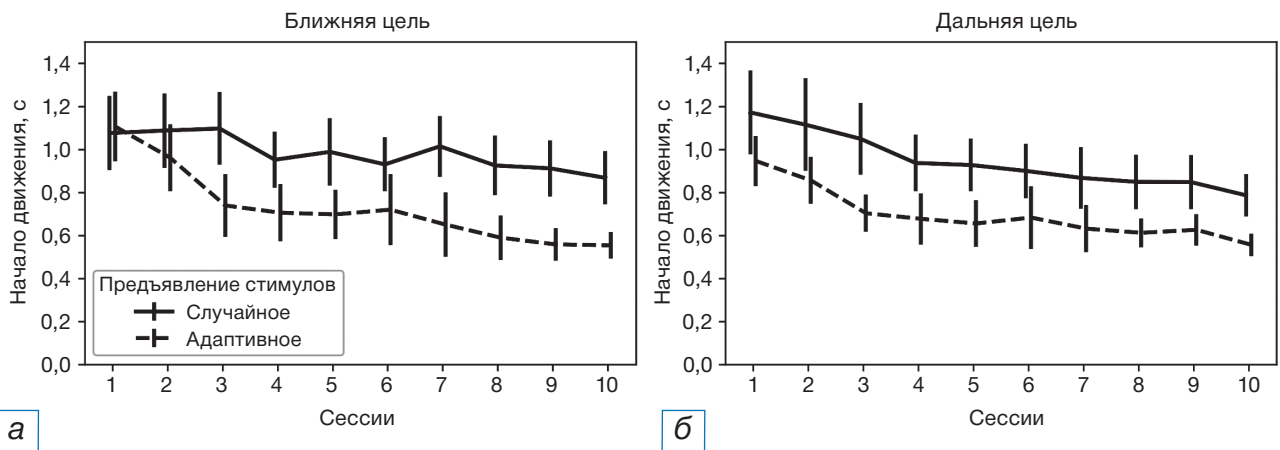 Ближняя цель
Начало движения, с
1,4
1,2
1,0
0,8
0,6
0,4
0,2
0,0
Предъявление стимулов
Случайное
Адаптивное
1 2 3 4 5 6 7 8 9 10
Сессии
а
Дальняя цель
Начало движения, с
1,4
1,2
1,0
0,8
0,6
0,4
0,2
0,0
1 2 3 4 5 6 7 8 9 10
Сессии
б